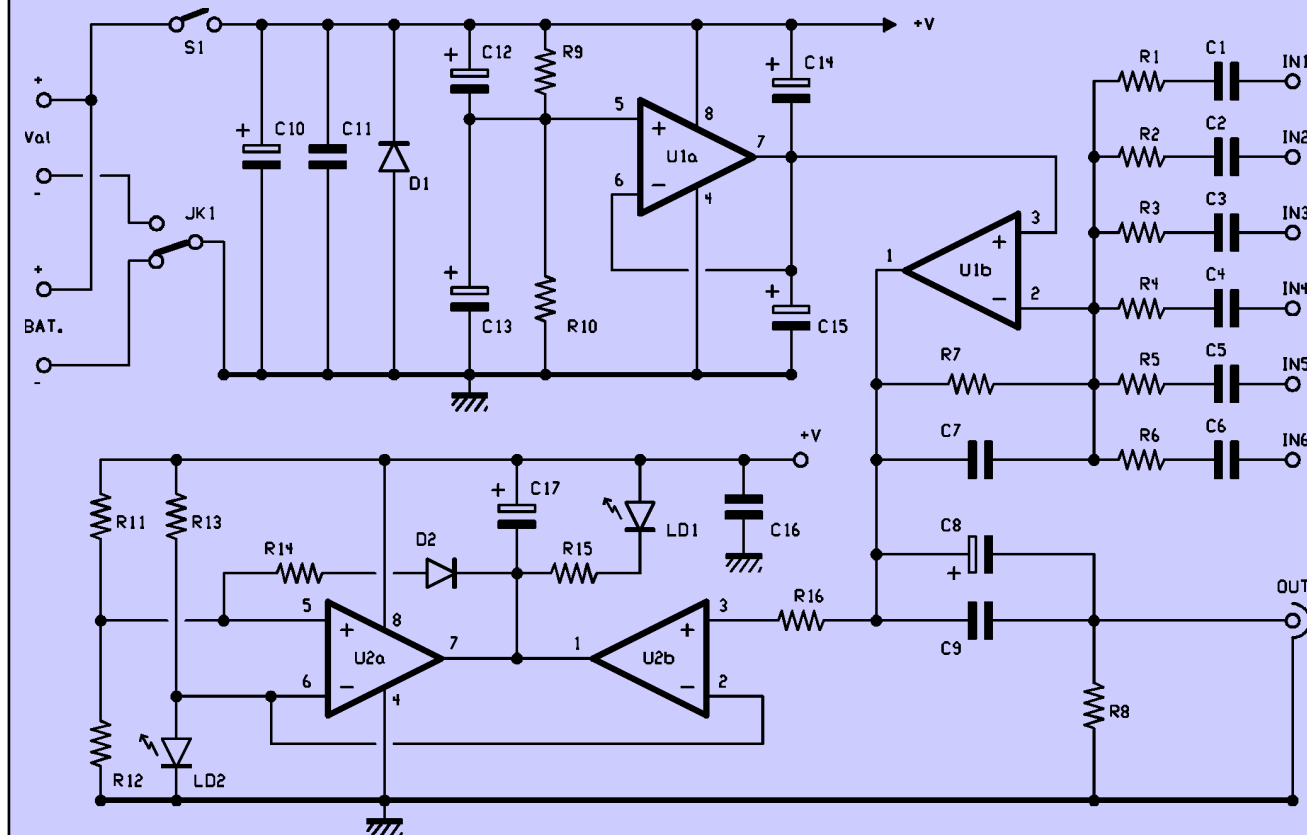 S1
+V
C12
R9
C14
R1
C1
IN1
+
+
+
Val
+
C10
C11
5
+
8
7
R2
C2
IN2
U1a
D1
6
−
4
-
JK1
R3
C3
IN3
3
+
1
U1b
+
+
+
R4
C4
IN4
−
2
BAT.
C13
R10
C15
R7
R5
C5
IN5
-
+V
C7
R6
C6
IN6
+
C17
R11
R13
LD1
C16
C8
D2
R14
R15
+
OUT
5
+
8
3
+
R16
7
1
U2a
U2b
C9
6
−
4
−
2
R8
R12
LD2